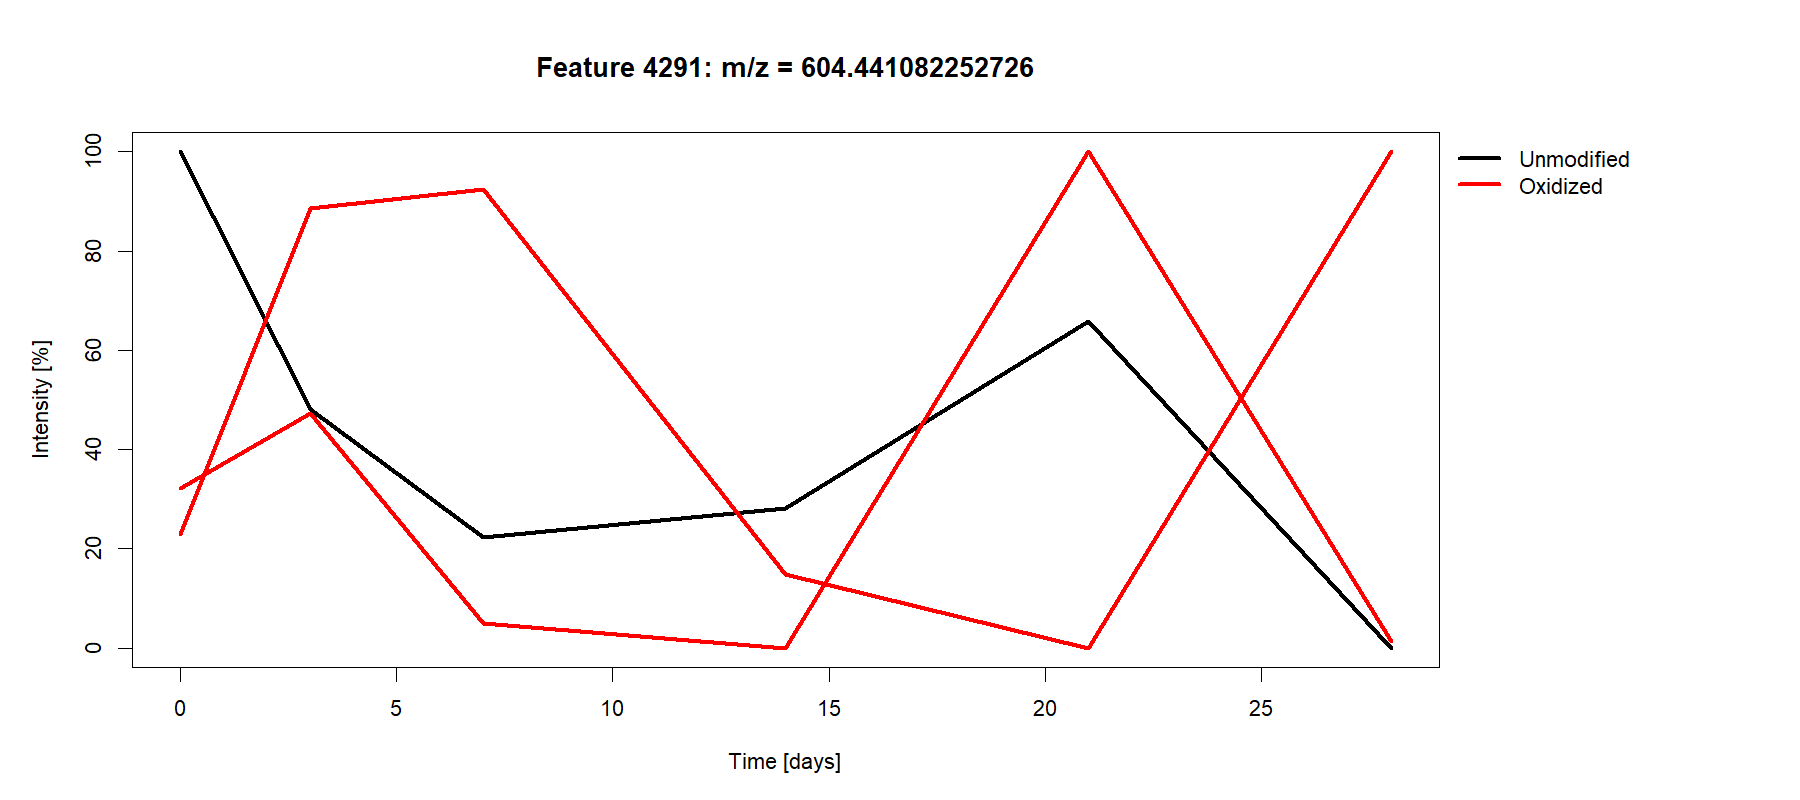 Feature 4291: m/z = 604.441082252726
Unmodified
Oxidized
Intensity [%]
100
80
60
40
20
0
0 5 10 15 20 25
Time [days]